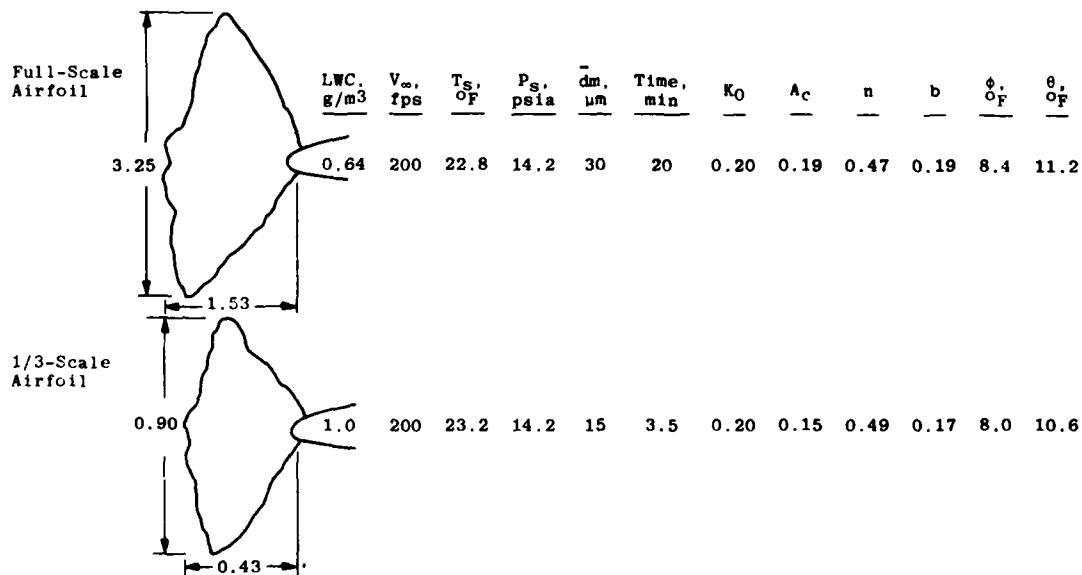 Full-Scale
Airfoil
LWC, g/m3 V∞, fps TS, °F PS, psia d̄m, μm Time, min K0 Ac n b ϕ, °F θ, °F
3.25 0.64 200 22.8 14.2 30 20 0.20 0.19 0.47 0.19 8.4 11.2
1.53
1/3-Scale
Airfoil
0.90 1.0 200 23.2 14.2 15 3.5 0.20 0.15 0.49 0.17 8.0 10.6
0.43